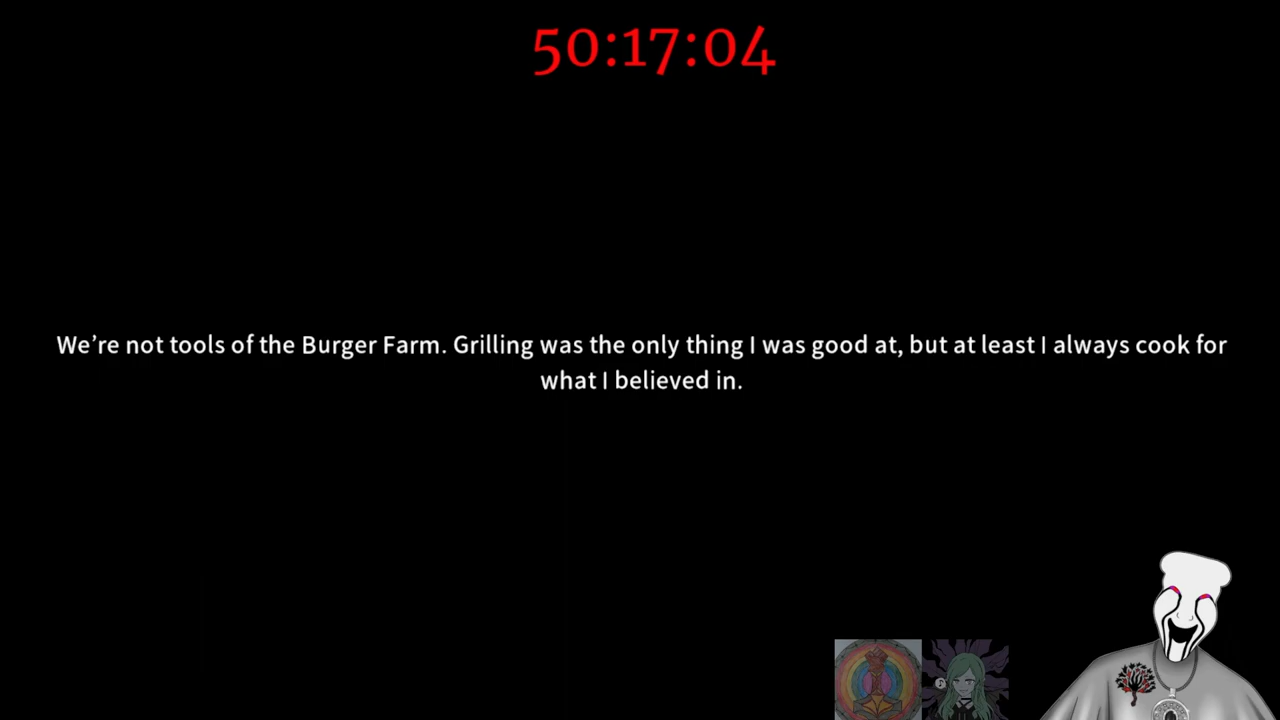 50:17:04
We’re not tools of the Burger Farm. Grilling was the only thing I was good at, but at least I always cook for
what I believed in.